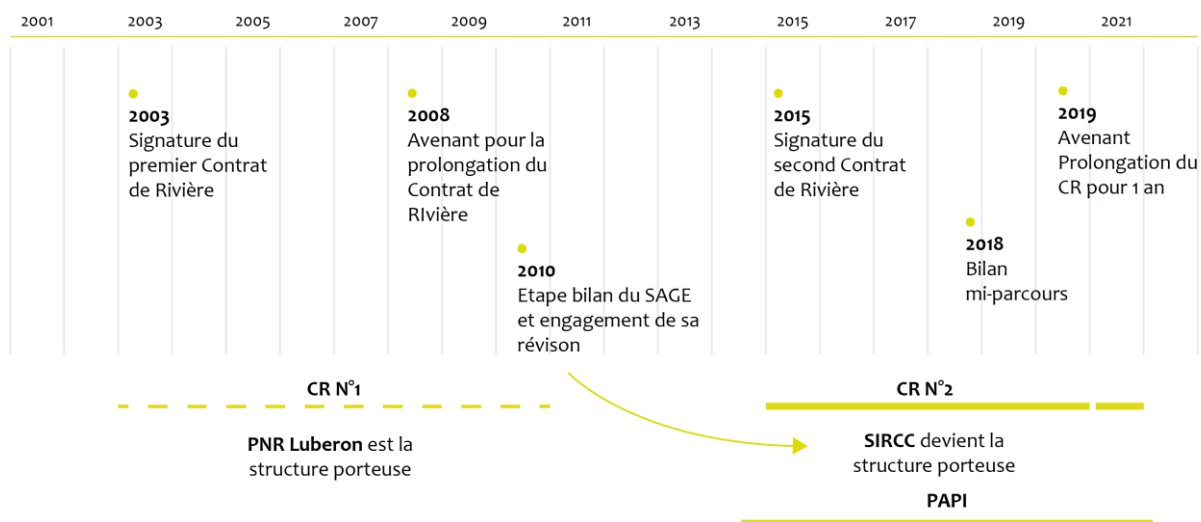 2001 2003 2005 2007 2009 2011 2013 2015 2017 2019 2021
2003
Signature du
premier Contrat
de Rivière
2008
Avenant pour la
prolongation du
Contrat de
RIvière
2010
Etape bilan du SAGE
et engagement de sa
révison
2015
Signature du
second Contrat
de Rivière
2018
Bilan
mi-parcours
2019
Avenant
Prolongation du
CR pour 1 an
CR N°1
PNR Luberon est la
structure porteuse
CR N°2
SIRCC devient la
structure porteuse
PAPI